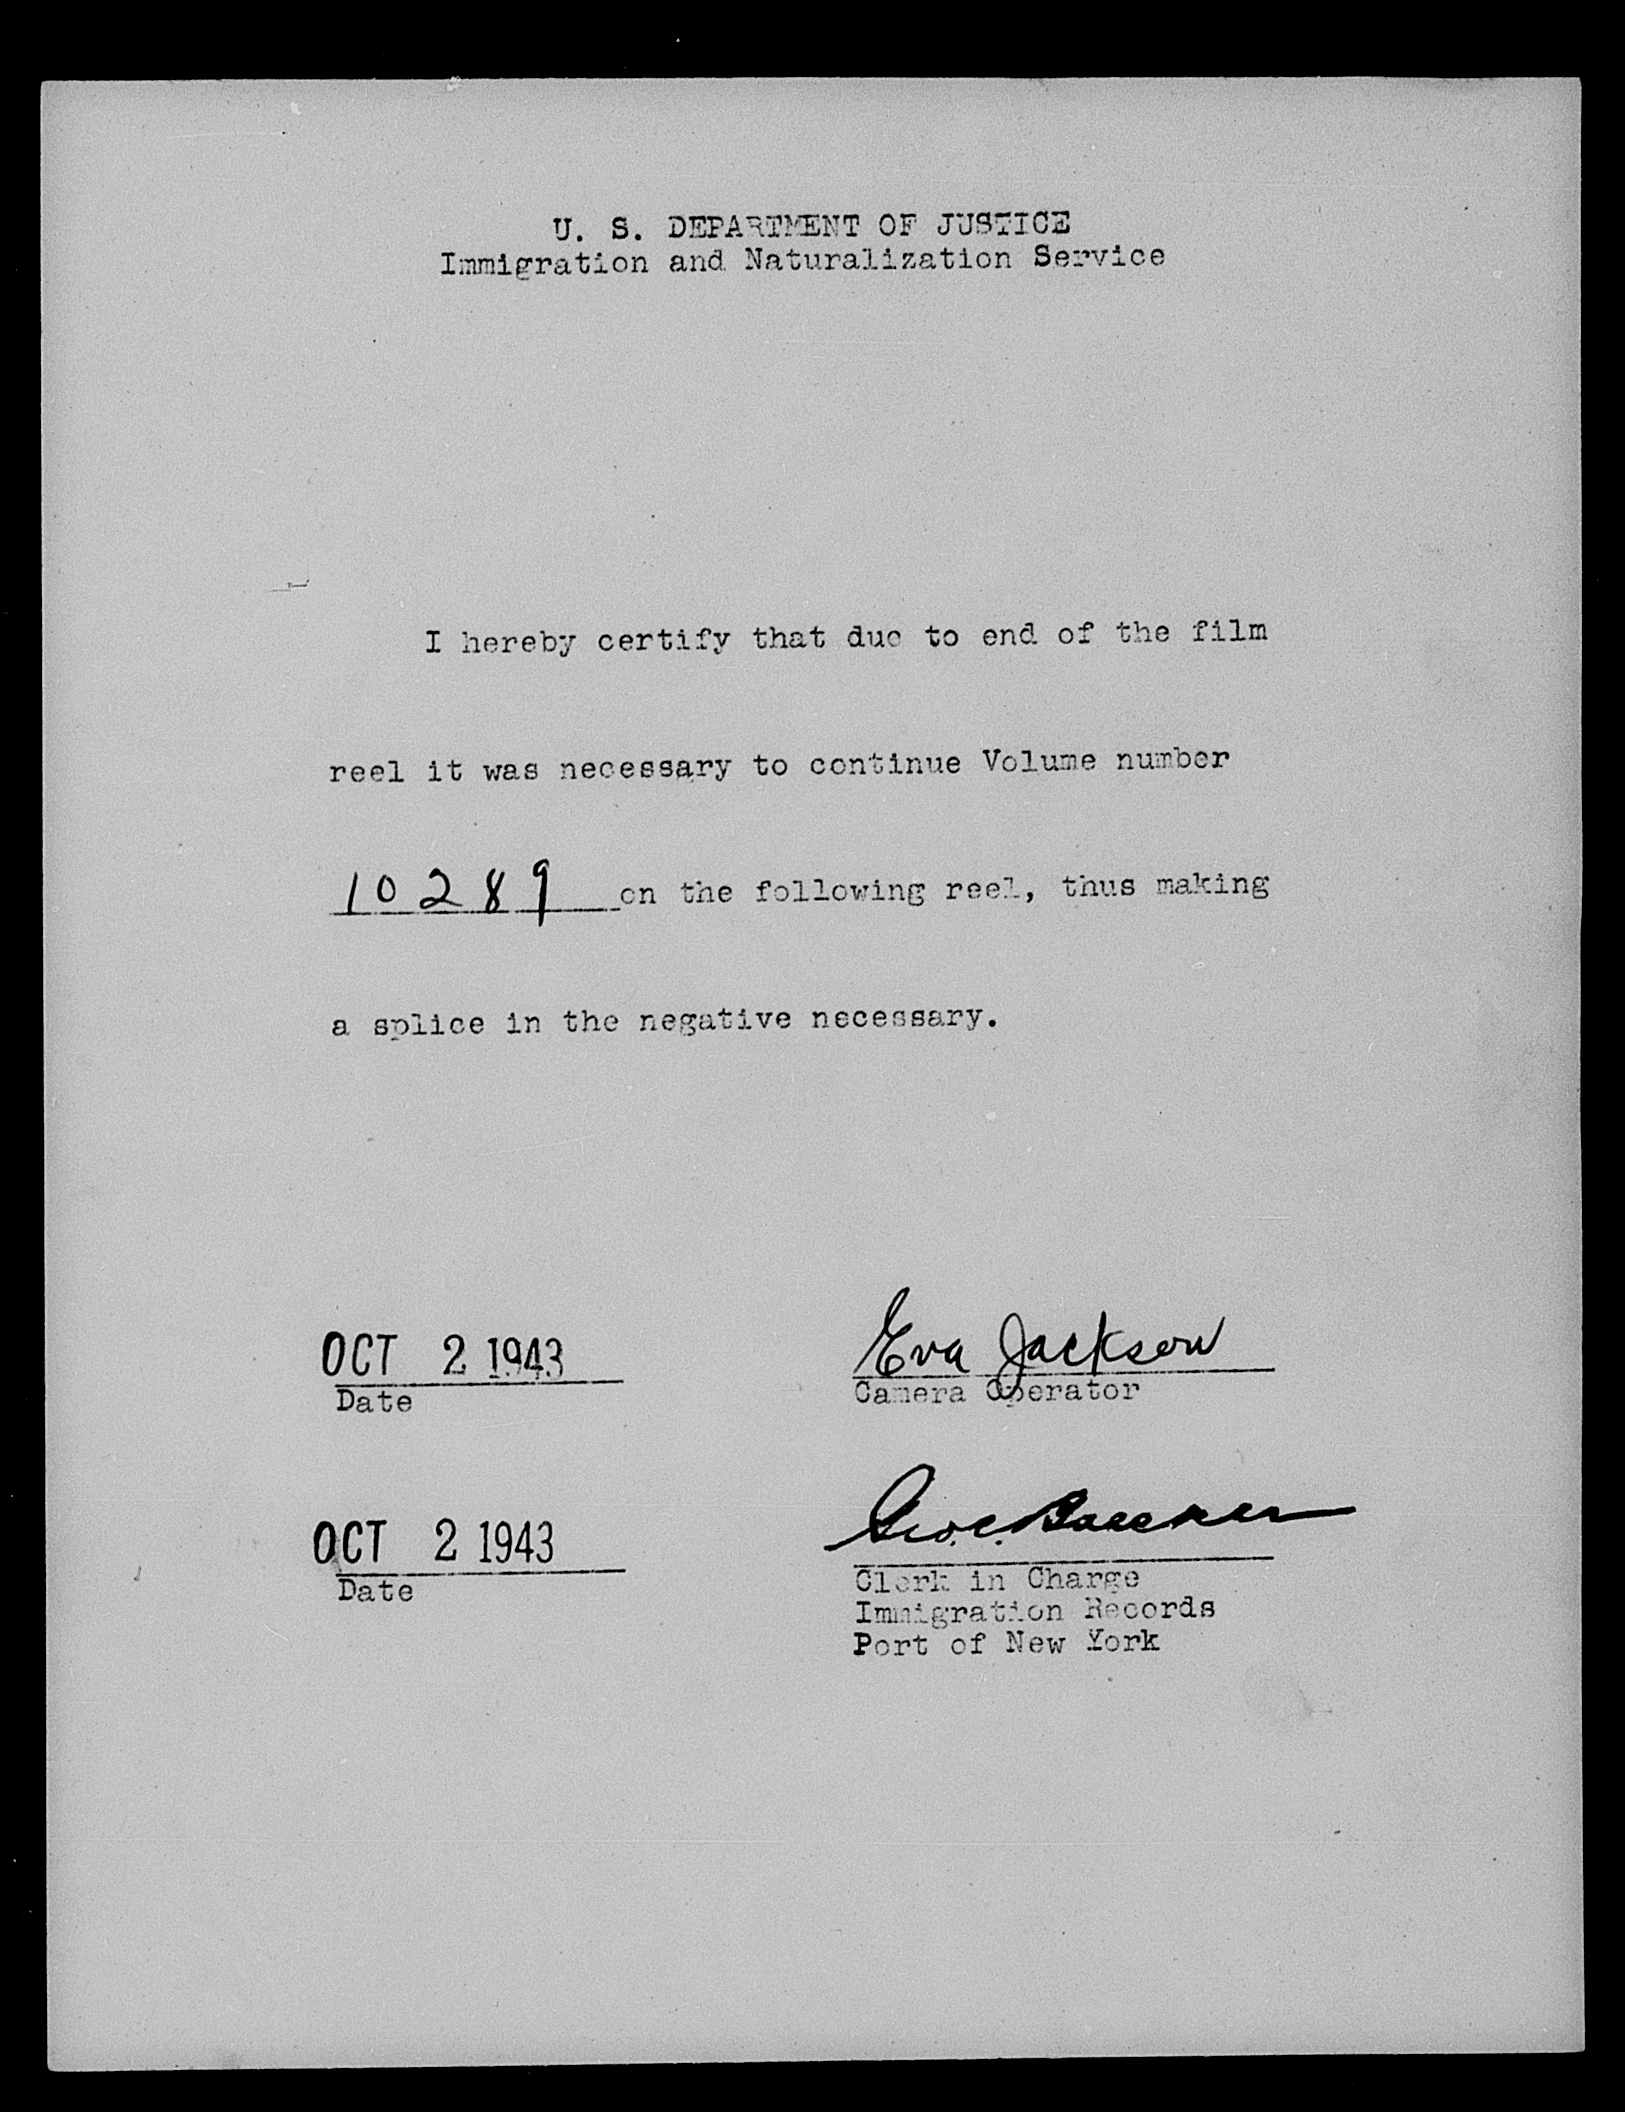 U. S. DEPARTMENT OF JUSTICE
Immigration and Naturalization Service
I hereby certify that due to end of the film
reel it was necessary to continue Volume number
10289 on the following reel, thus making
a splice in the negative necessary.
OCT 2 1943 Eva Jackson
Date Camera Operator
OCT 2 1943 Geo. C.
Date Clerk in Charge
Immigration Records
Port of New York